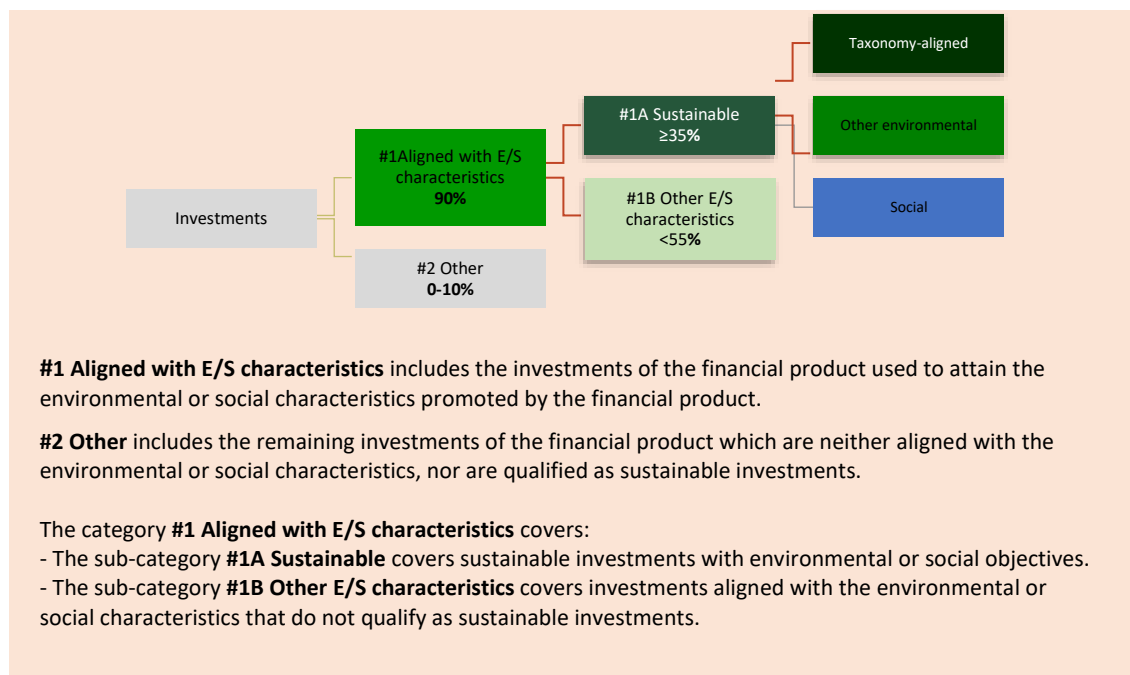 Taxonomy-aligned
#1A Sustainable
≥35%
Other environmental
#1Aligned with E/S
characteristics
90%
#1B Other E/S
characteristics
<55%
Investments
Social
#2 Other
0-10%
#1 Aligned with E/S characteristics includes the investments of the financial product used to attain the
environmental or social characteristics promoted by the financial product.
#2 Other includes the remaining investments of the financial product which are neither aligned with the
environmental or social characteristics, nor are qualified as sustainable investments.
The category #1 Aligned with E/S characteristics covers:
- The sub-category #1A Sustainable covers sustainable investments with environmental or social objectives.
- The sub-category #1B Other E/S characteristics covers investments aligned with the environmental or
social characteristics that do not qualify as sustainable investments.